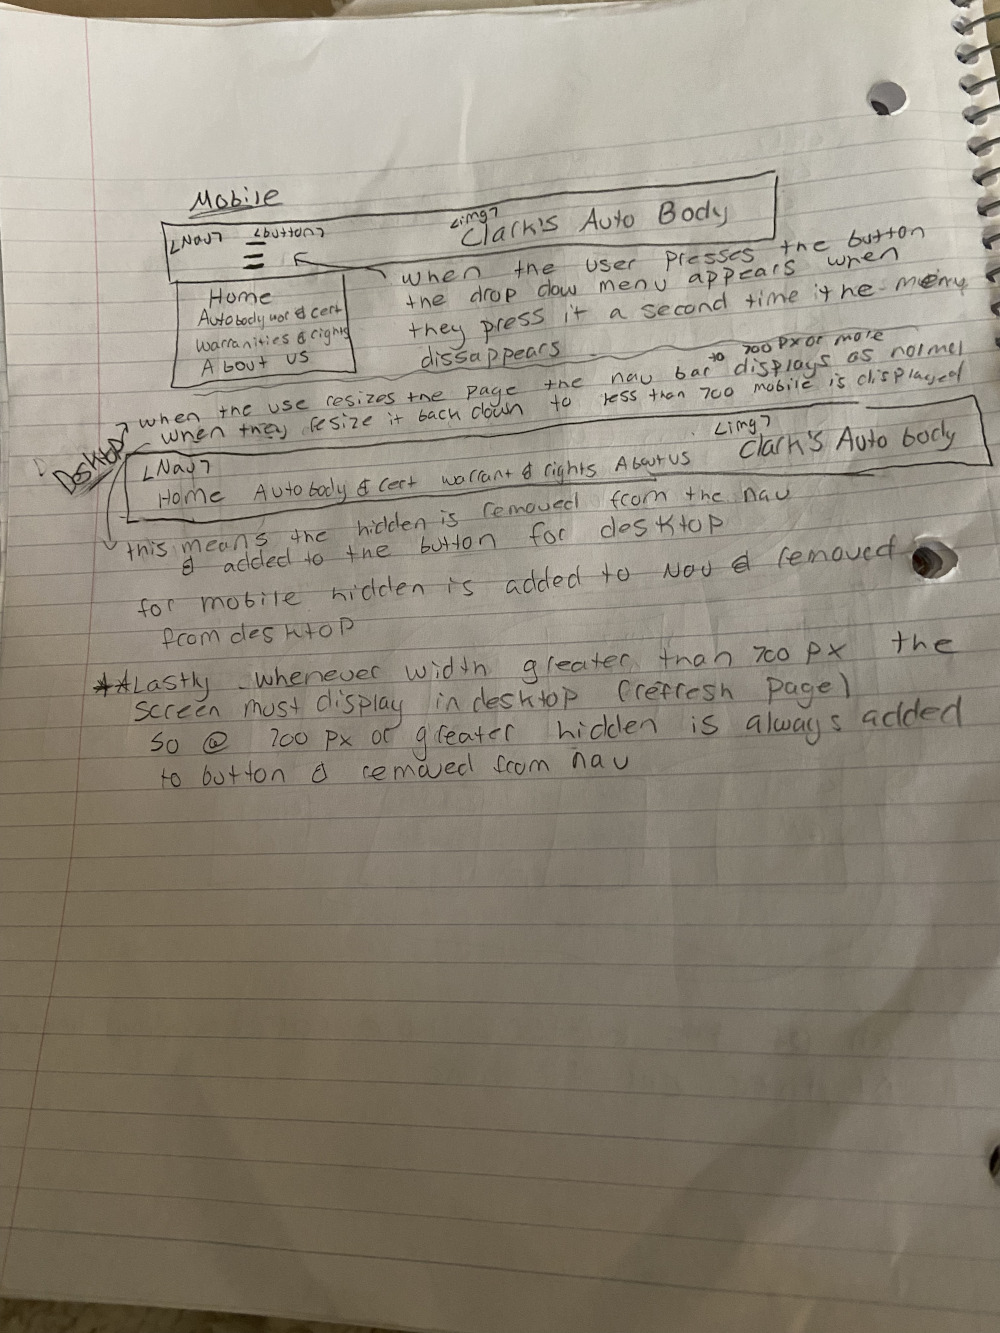 Mobile
<Nav> <button> <img> Clark's Auto Body
Home
Autobody wor & cert
warranities & rights
About us
when the user presses the button
the drop dow menu appears when
they press it a second time the menu
dissappears
when the use resizes the page the nav bar to 700 px or more displays as normel
when they resize it back down to less than 700 mobile is displayed
Desktop
<Nav> <img> Clark's Auto body
Home Autobody & cert warrant & rights About us
this means the hidden is removed from the nav
& added to the button for desktop
for mobile hidden is added to Nav & removed
from desktop
**Lastly whenever width greater than 700 px the
screen must display in desktop (refresh page)
so @ 700 px or greater hidden is always added
to button & removed from nav